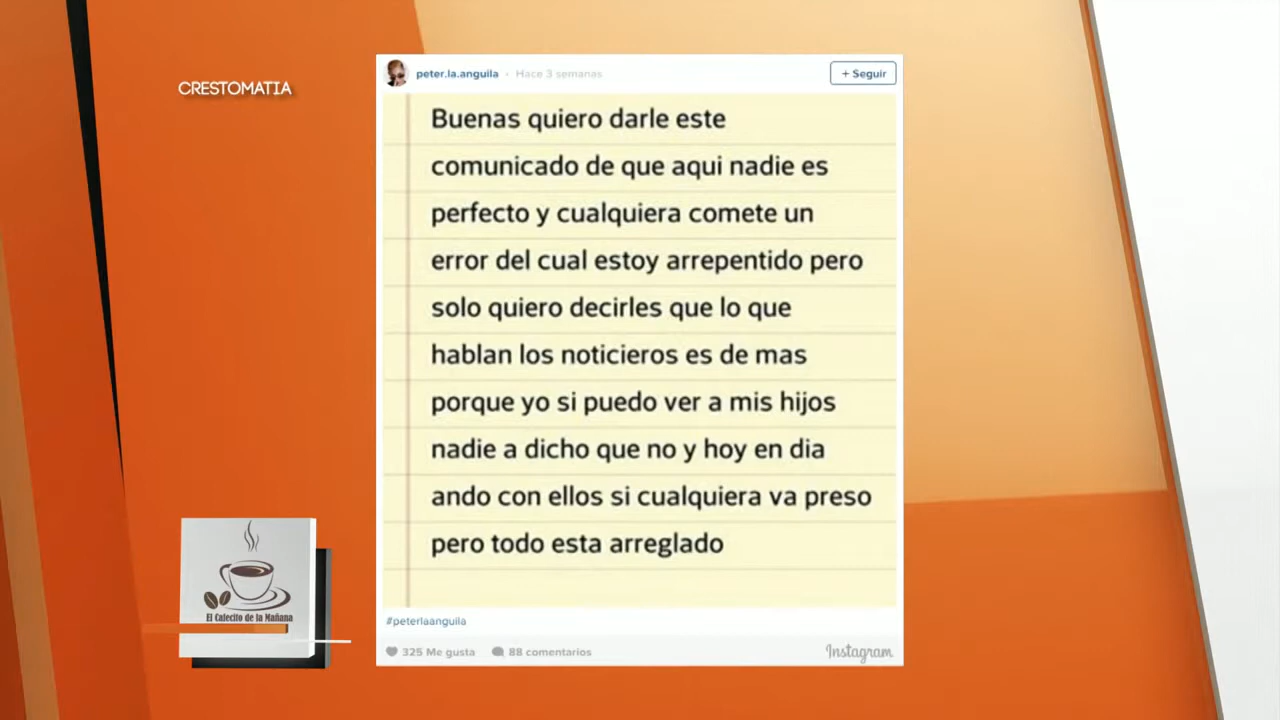 CRESTOMATIA
peter.la.anguila • Hace 3 semanas
+ Seguir
Buenas quiero darle este
comunicado de que aqui nadie es
perfecto y cualquiera comete un
error del cual estoy arrepentido pero
solo quiero decirles que lo que
hablan los noticieros es de mas
porque yo si puedo ver a mis hijos
nadie a dicho que no y hoy en dia
ando con ellos si cualquiera va preso
pero todo esta arreglado
#peterlaanguila
325 Me gusta 88 comentarios
Instagram
El Cafecito de la Mañana